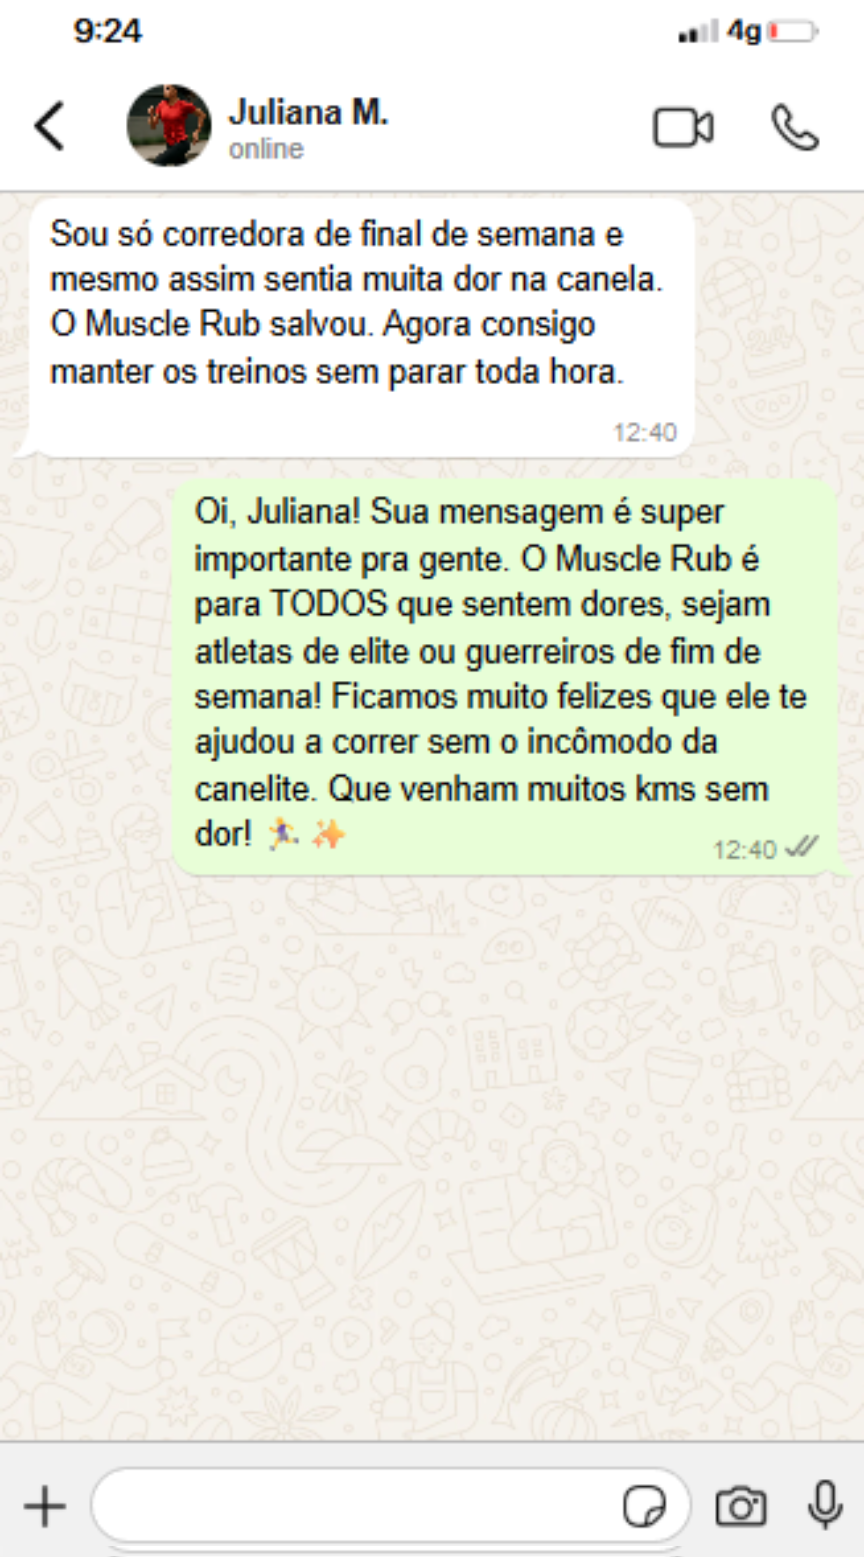 9:24
4g
Juliana M.
online
Sou só corredora de final de semana e
mesmo assim sentia muita dor na canela.
O Muscle Rub salvou. Agora consigo
manter os treinos sem parar toda hora.
12:40
Oi, Juliana! Sua mensagem é super
importante pra gente. O Muscle Rub é
para TODOS que sentem dores, sejam
atletas de elite ou guerreiros de fim de
semana! Ficamos muito felizes que ele te
ajudou a correr sem o incômodo da
canelite. Que venham muitos kms sem
dor! 🏃‍♀️ ✨
12:40